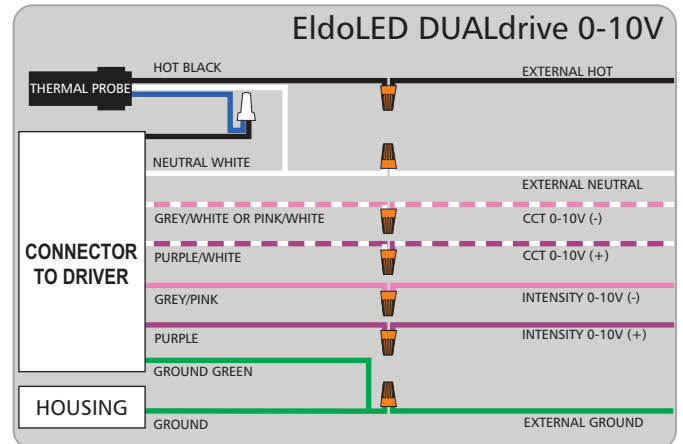 EldoLED DUALdrive 0-10V
HOT BLACK
EXTERNAL HOT
THERMAL PROBE
NEUTRAL WHITE
EXTERNAL NEUTRAL
GREY/WHITE OR PINK/WHITE
CCT 0-10V (-)
CONNECTOR
TO DRIVER
PURPLE/WHITE
CCT 0-10V (+)
GREY/PINK
INTENSITY 0-10V (-)
PURPLE
INTENSITY 0-10V (+)
GROUND GREEN
HOUSING
GROUND
EXTERNAL GROUND